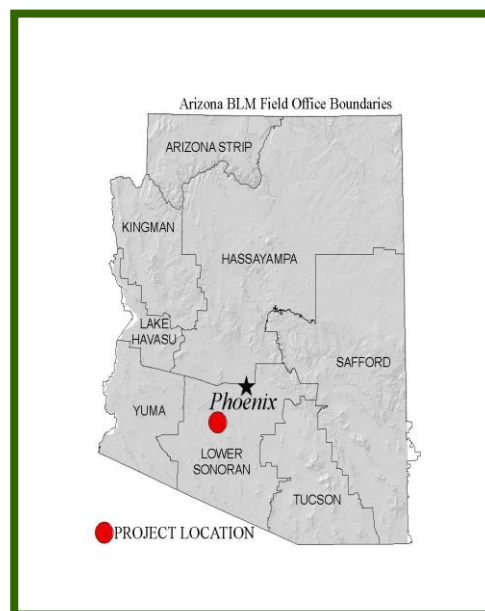 Arizona BLM Field Office Boundaries
ARIZONA STRIP
KINGMAN
HASSAYAMPA
LAKE
HAVASU
SAFFORD
YUMA
Phoenix
LOWER
SONORAN
TUCSON
PROJECT LOCATION